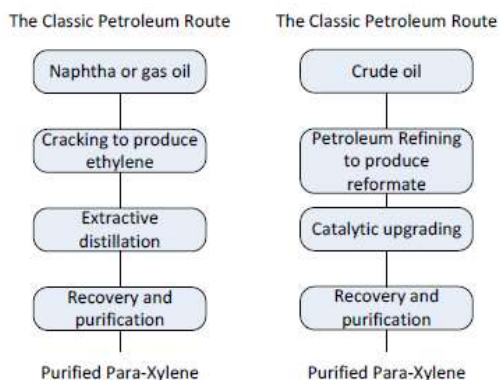 The Classic Petroleum Route
Naphtha or gas oil
Cracking to produce
ethylene
Extractive
distillation
Recovery and
purification
Purified Para-Xylene
The Classic Petroleum Route
Crude oil
Petroleum Refining
to produce
reformate
Catalytic upgrading
Recovery and
purification
Purified Para-Xylene